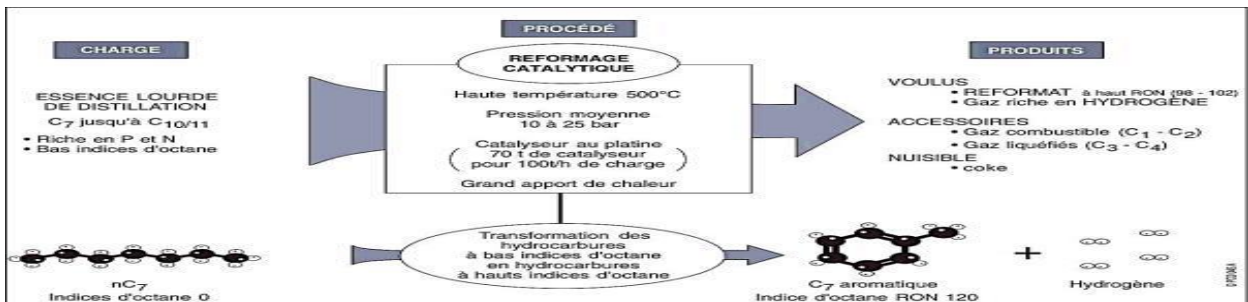 CHARGE
ESSENCE LOURDE
DE DISTILLATION
C7 jusqu'à C10/11
• Riche en P et N
• Bas indices d'octane
PROCÉDÉ
REFORMAGE
CATALYTIQUE
Haute température 500°C
Pression moyenne
10 à 25 bar
Catalyseur au platine
( 70 t de catalyseur )
pour 100t/h de charge
Grand apport de chaleur
PRODUITS
VOULUS
• REFORMAT à haut RON (98 - 102)
• Gaz riche en HYDROGÈNE
ACCESSOIRES
• Gaz combustible (C1 - C2)
• Gaz liquéfiés (C3 - C4)
NUISIBLE
• coke
nC7
Indices d'octane 0
Transformation des
hydrocarbures
à bas indices d'octane
en hydrocarbures
à hauts indices d'octane
C7 aromatique
Indice d'octane RON 120
+
Hydrogène